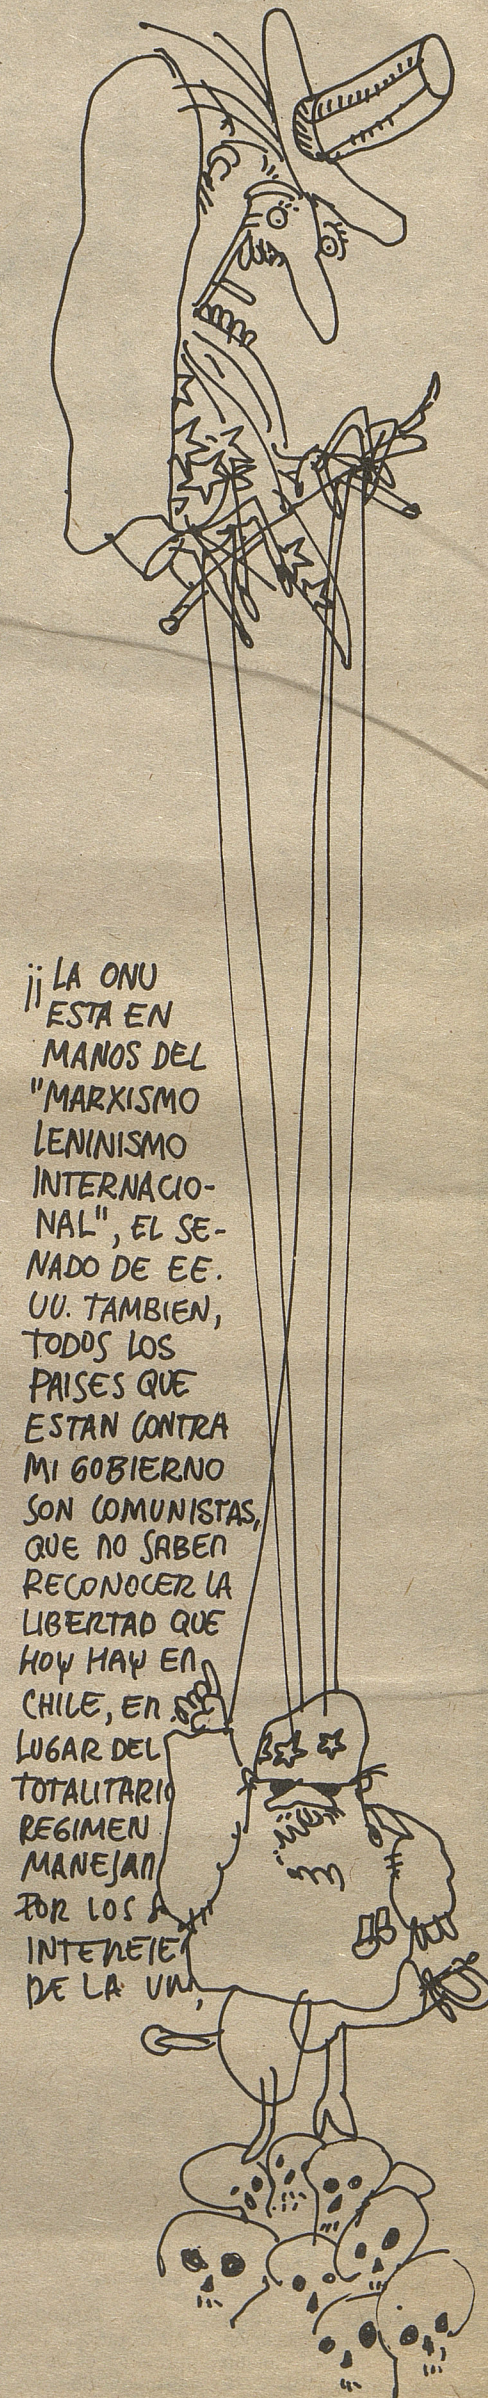 ¡¡LA ONU
ESTA EN
MANOS DEL
"MARXISMO
LENINISMO
INTERNACIO-
NAL", EL SE-
NADO DE EE.
UU. TAMBIEN,
TODOS LOS
PAISES QUE
ESTAN CONTRA
MI GOBIERNO
SON COMUNISTAS,
QUE NO SABEN
RECONOCER LA
LIBERTAD QUE
HOY HAY EN
CHILE, EN
LUGAR DEL
TOTALITARI
REGIMEN
MANEJAD
POR LOS
DE LA